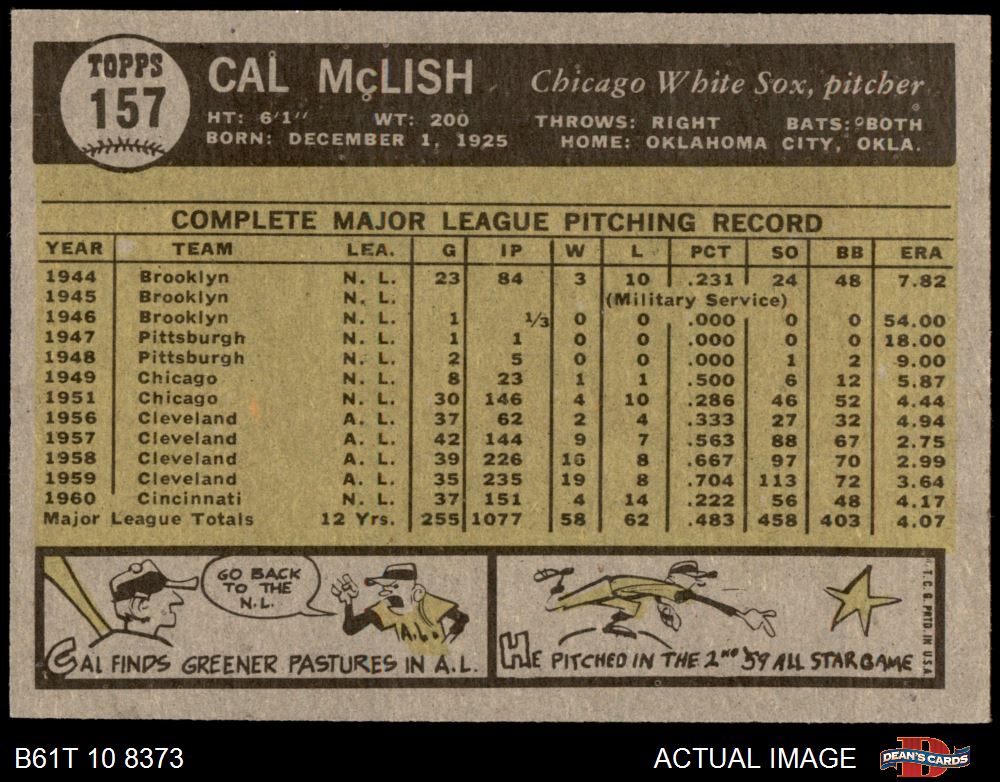 TOPPS
157
CAL McLISH Chicago White Sox, pitcher
HT: 6'1" WT: 200 THROWS: RIGHT BATS: BOTH
BORN: DECEMBER 1, 1925 HOME: OKLAHOMA CITY, OKLA.
COMPLETE MAJOR LEAGUE PITCHING RECORD
YEAR TEAM LEA. G IP W L PCT SO BB ERA
1944 Brooklyn N. L. 23 84 3 10 .231 24 48 7.82
1945 Brooklyn N. L. (Military Service)
1946 Brooklyn N. L. 1 1/3 0 0 .000 0 0 54.00
1947 Pittsburgh N. L. 1 1 0 0 .000 0 0 18.00
1948 Pittsburgh N. L. 2 5 0 0 .000 1 2 9.00
1949 Chicago N. L. 8 23 1 1 .500 6 12 5.87
1951 Chicago N. L. 30 146 4 10 .286 46 52 4.44
1956 Cleveland A. L. 37 62 2 4 .333 27 32 4.94
1957 Cleveland A. L. 42 144 9 7 .563 88 67 2.75
1958 Cleveland A. L. 39 226 16 8 .667 97 70 2.99
1959 Cleveland A. L. 35 235 19 8 .704 113 72 3.64
1960 Cincinnati N. L. 37 151 4 14 .222 56 48 4.17
Major League Totals 12 Yrs. 255 1077 58 62 .483 458 403 4.07
GO BACK
TO THE
N.L.
A.L.
CAL FINDS GREENER PASTURES IN A.L.
HE PITCHED IN THE 2ND '59 ALL STAR GAME
T.C.G. PRTD. IN U.S.A.
B61T 10 8373 ACTUAL IMAGE
DEAN'S CARDS